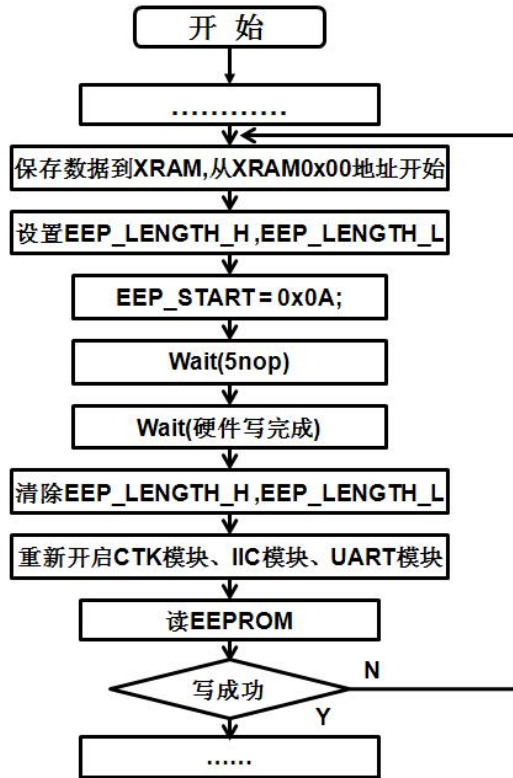 开 始
............
保存数据到XRAM,从XRAM0x00地址开始
设置EEP_LENGTH_H ,EEP_LENGTH_L
EEP_START = 0x0A;
Wait(5nop)
Wait(硬件写完成)
清除EEP_LENGTH_H ,EEP_LENGTH_L
重新开启CTK模块、IIC模块、UART模块
读EEPROM
写成功
N
Y
......